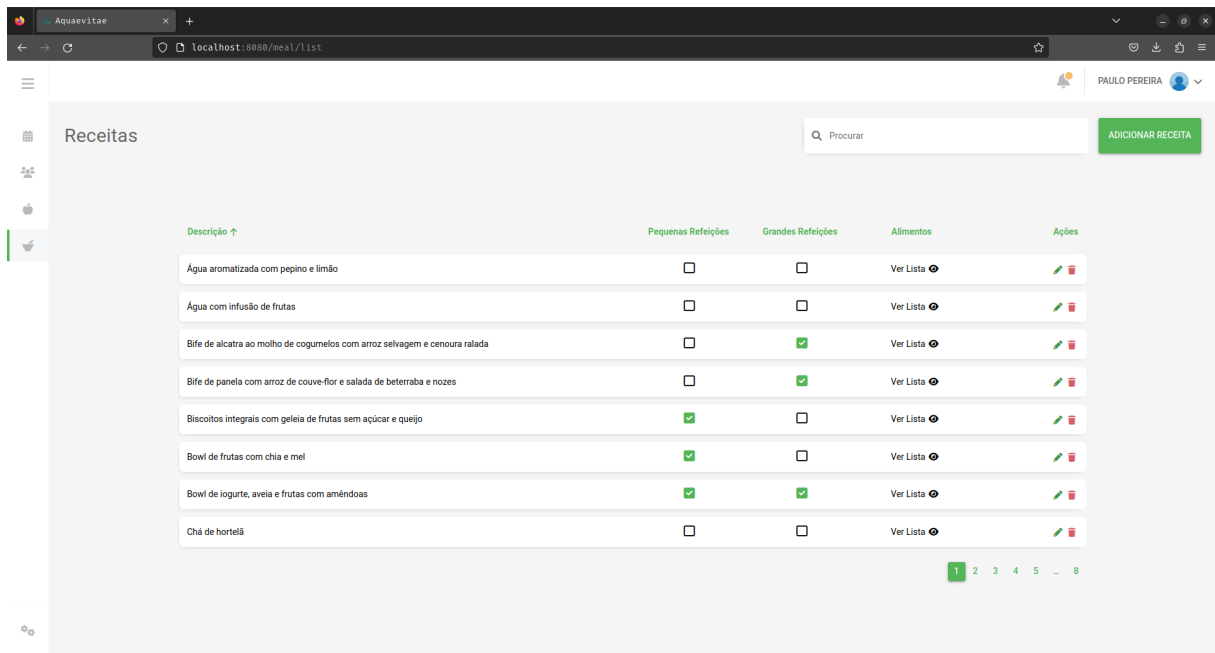 Aquaevitae
localhost:8080/meal/list
PAULO PEREIRA
Receitas
Procurar
ADICIONAR RECEITA
Descrição ↑ Pequenas Refeições Grandes Refeições Alimentos Ações
Água aromatizada com pepino e limão Ver Lista
Água com infusão de frutas Ver Lista
Bife de alcatra ao molho de cogumelos com arroz selvagem e cenoura ralada Ver Lista
Bife de panela com arroz de couve-flor e salada de beterraba e nozes Ver Lista
Biscoitos integrais com geleia de frutas sem açúcar e queijo Ver Lista
Bowl de frutas com chia e mel Ver Lista
Bowl de iogurte, aveia e frutas com amêndoas Ver Lista
Chá de hortelã Ver Lista
1 2 3 4 5 ... 8